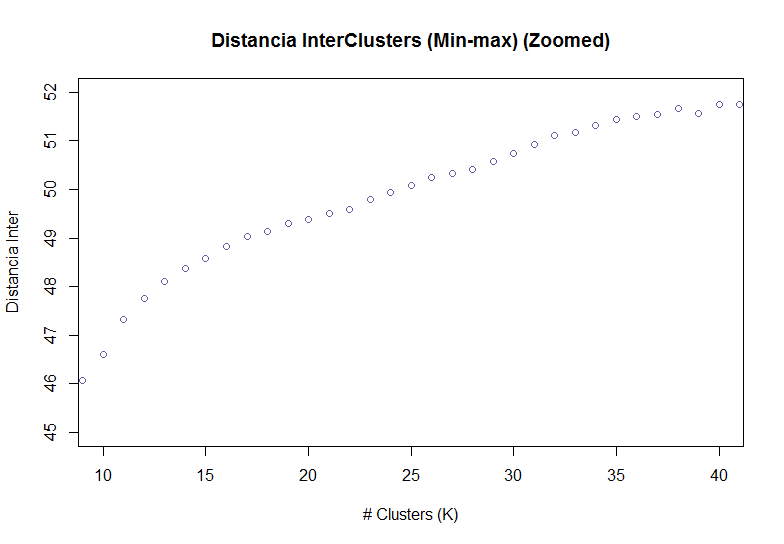 Distancia InterClusters (Min-max) (Zoomed)
Distancia Inter
52
51
50
49
48
47
46
45
10 15 20 25 30 35 40
# Clusters (K)